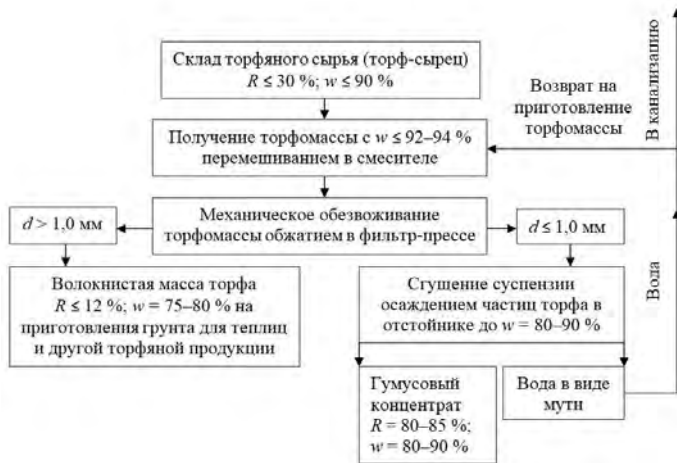 Склад торфяного сырья (торф-сырец)
R ≤ 30 %; w ≤ 90 %
Возврат на
приготовление
торфомассы
В канализацию
Получение торфомассы с w ≤ 92–94 %
перемешиванием в смесителе
d > 1,0 мм
Механическое обезвоживание
торфомассы обжатием в фильтр-прессе
d ≤ 1,0 мм
Волокнистая масса торфа
R ≤ 12 %; w = 75–80 % на
приготовления грунта для теплиц
и другой торфяной продукции
Сгушение суспензии
осаждением частиц торфа в
отстойнике до w = 80–90 %
Вода
Гумусовый
концентрат
R = 80–85 %;
w = 80–90 %
Вода в виде
мути